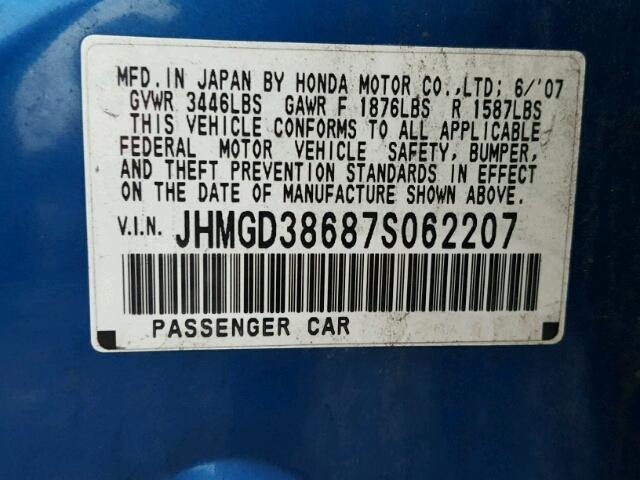 MFD. IN JAPAN BY HONDA MOTOR CO.,LTD; 6/'07
GVWR 3446LBS GAWR F 1876LBS R 1587LBS
THIS VEHICLE CONFORMS TO ALL APPLICABLE
FEDERAL MOTOR VEHICLE SAFETY, BUMPER,
AND THEFT PREVENTION STANDARDS IN EFFECT
ON THE DATE OF MANUFACTURE SHOWN ABOVE.
V.I.N. JHMGD38687S062207
PASSENGER CAR